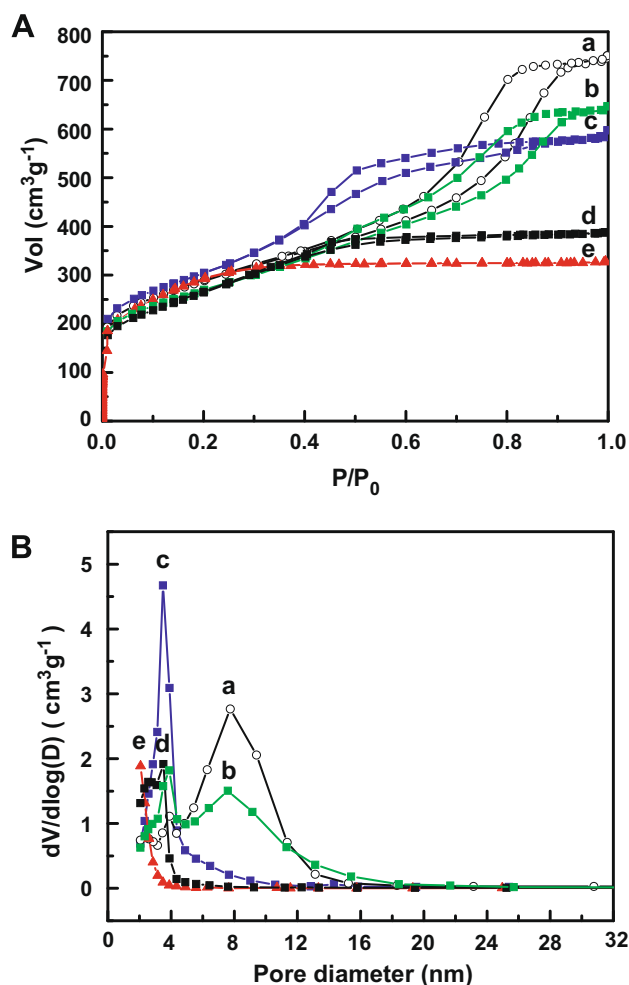 A
800
700
600
500
400
300
200
100
0
Vol (cm³g⁻¹)
a
b
c
d
e
0.0 0.2 0.4 0.6 0.8 1.0
P/P₀
B
5
4
3
2
1
0
dV/dlog(D) ( cm³g⁻¹)
c
a
e d
b
0 4 8 12 16 20 24 28 32
Pore diameter (nm)